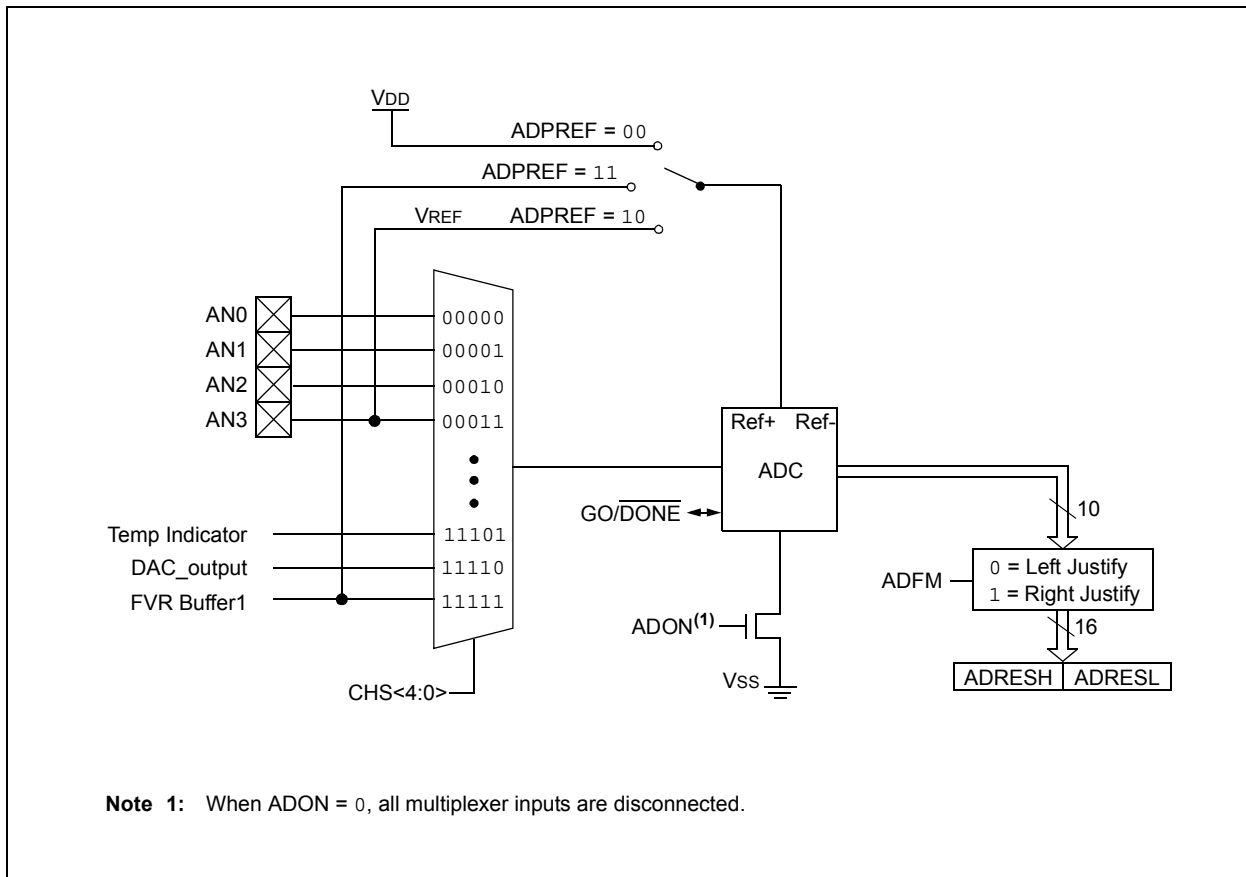 VDD
ADPREF = 00
ADPREF = 11
VREF ADPREF = 10
AN0
00000
AN1
00001
AN2
00010
AN3
00011
Ref+ Ref-
ADC
GO/DONE
10
Temp Indicator
11101
DAC_output
11110
FVR Buffer1
11111
ADFM
0 = Left Justify
1 = Right Justify
ADON(1)
16
VSS
ADRESH ADRESL
CHS<4:0>
Note 1: When ADON = 0, all multiplexer inputs are disconnected.